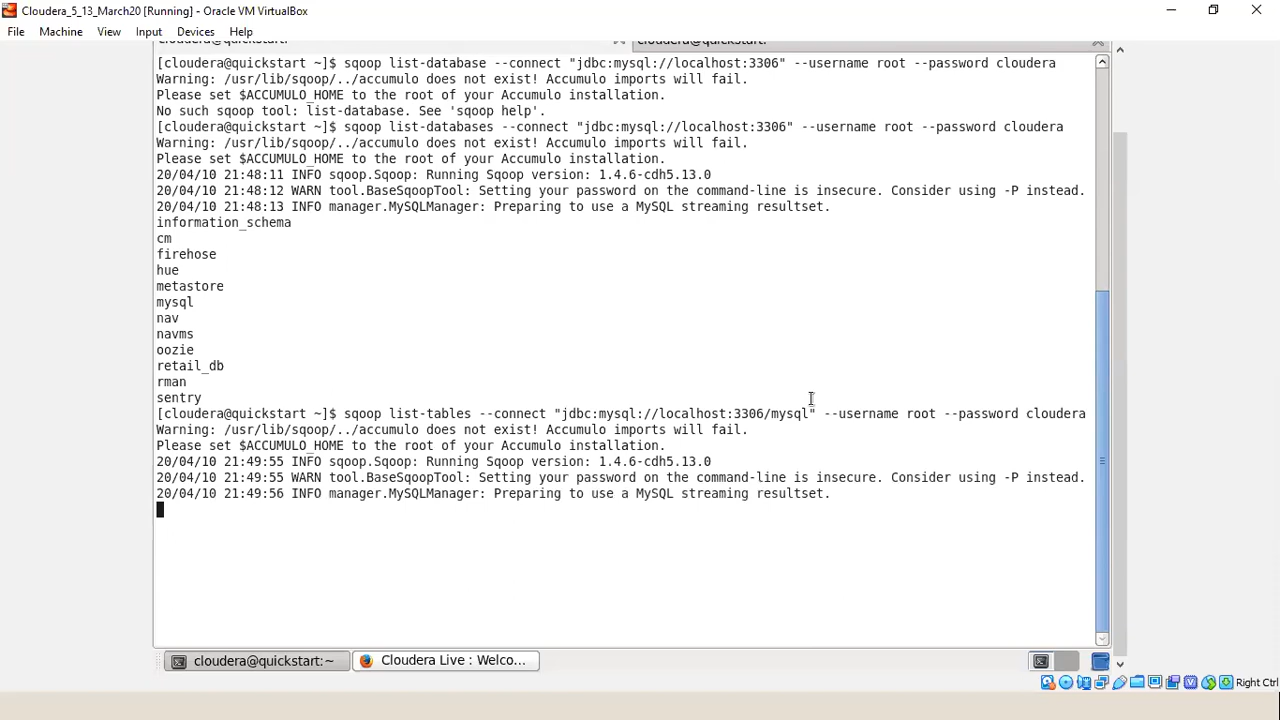 Cloudera_5_13_March20 [Running] - Oracle VM VirtualBox
File Machine View Input Devices Help
[cloudera@quickstart ~]$ sqoop list-database --connect "jdbc:mysql://localhost:3306" --username root --password cloudera
Warning: /usr/lib/sqoop/../accumulo does not exist! Accumulo imports will fail.
Please set $ACCUMULO_HOME to the root of your Accumulo installation.
No such sqoop tool: list-database. See 'sqoop help'.
[cloudera@quickstart ~]$ sqoop list-databases --connect "jdbc:mysql://localhost:3306" --username root --password cloudera
Warning: /usr/lib/sqoop/../accumulo does not exist! Accumulo imports will fail.
Please set $ACCUMULO_HOME to the root of your Accumulo installation.
20/04/10 21:48:11 INFO sqoop.Sqoop: Running Sqoop version: 1.4.6-cdh5.13.0
20/04/10 21:48:12 WARN tool.BaseSqoopTool: Setting your password on the command-line is insecure. Consider using -P instead.
20/04/10 21:48:13 INFO manager.MySQLManager: Preparing to use a MySQL streaming resultset.
information_schema
cm
firehose
hue
metastore
mysql
nav
navms
oozie
retail_db
rman
sentry
[cloudera@quickstart ~]$ sqoop list-tables --connect "jdbc:mysql://localhost:3306/mysql" --username root --password cloudera
Warning: /usr/lib/sqoop/../accumulo does not exist! Accumulo imports will fail.
Please set $ACCUMULO_HOME to the root of your Accumulo installation.
20/04/10 21:49:55 INFO sqoop.Sqoop: Running Sqoop version: 1.4.6-cdh5.13.0
20/04/10 21:49:55 WARN tool.BaseSqoopTool: Setting your password on the command-line is insecure. Consider using -P instead.
20/04/10 21:49:56 INFO manager.MySQLManager: Preparing to use a MySQL streaming resultset.
cloudera@quickstart:~ Cloudera Live : Welco...
Right Ctrl